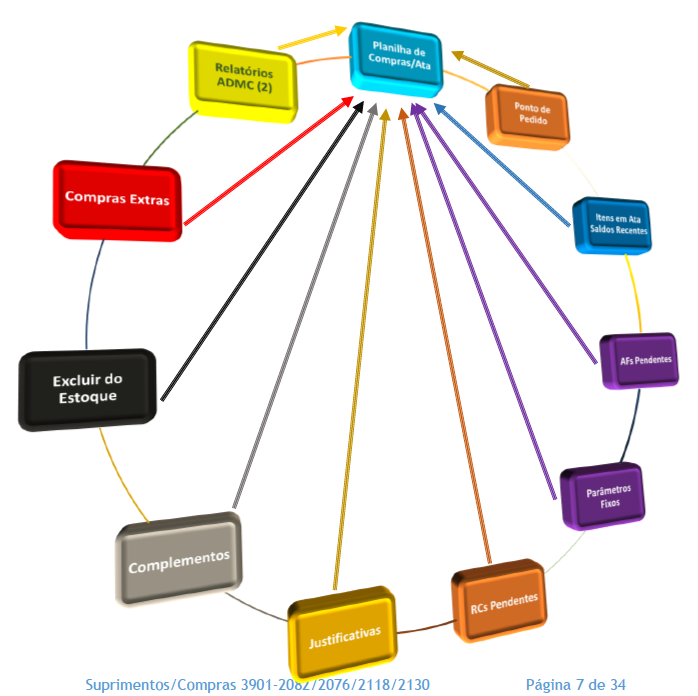 Planilha de
Compras/Ata
Relatórios
ADMC (2)
Ponto de
Pedido
Compras Extras
Itens em Ata
Saldos Recentes
AFs Pendentes
Excluir do
Estoque
Parâmetros
Fixos
Complementos
RCs Pendentes
Justificativas
Suprimentos/Compras 3901-2082/2076/2118/2130
Página 7 de 34